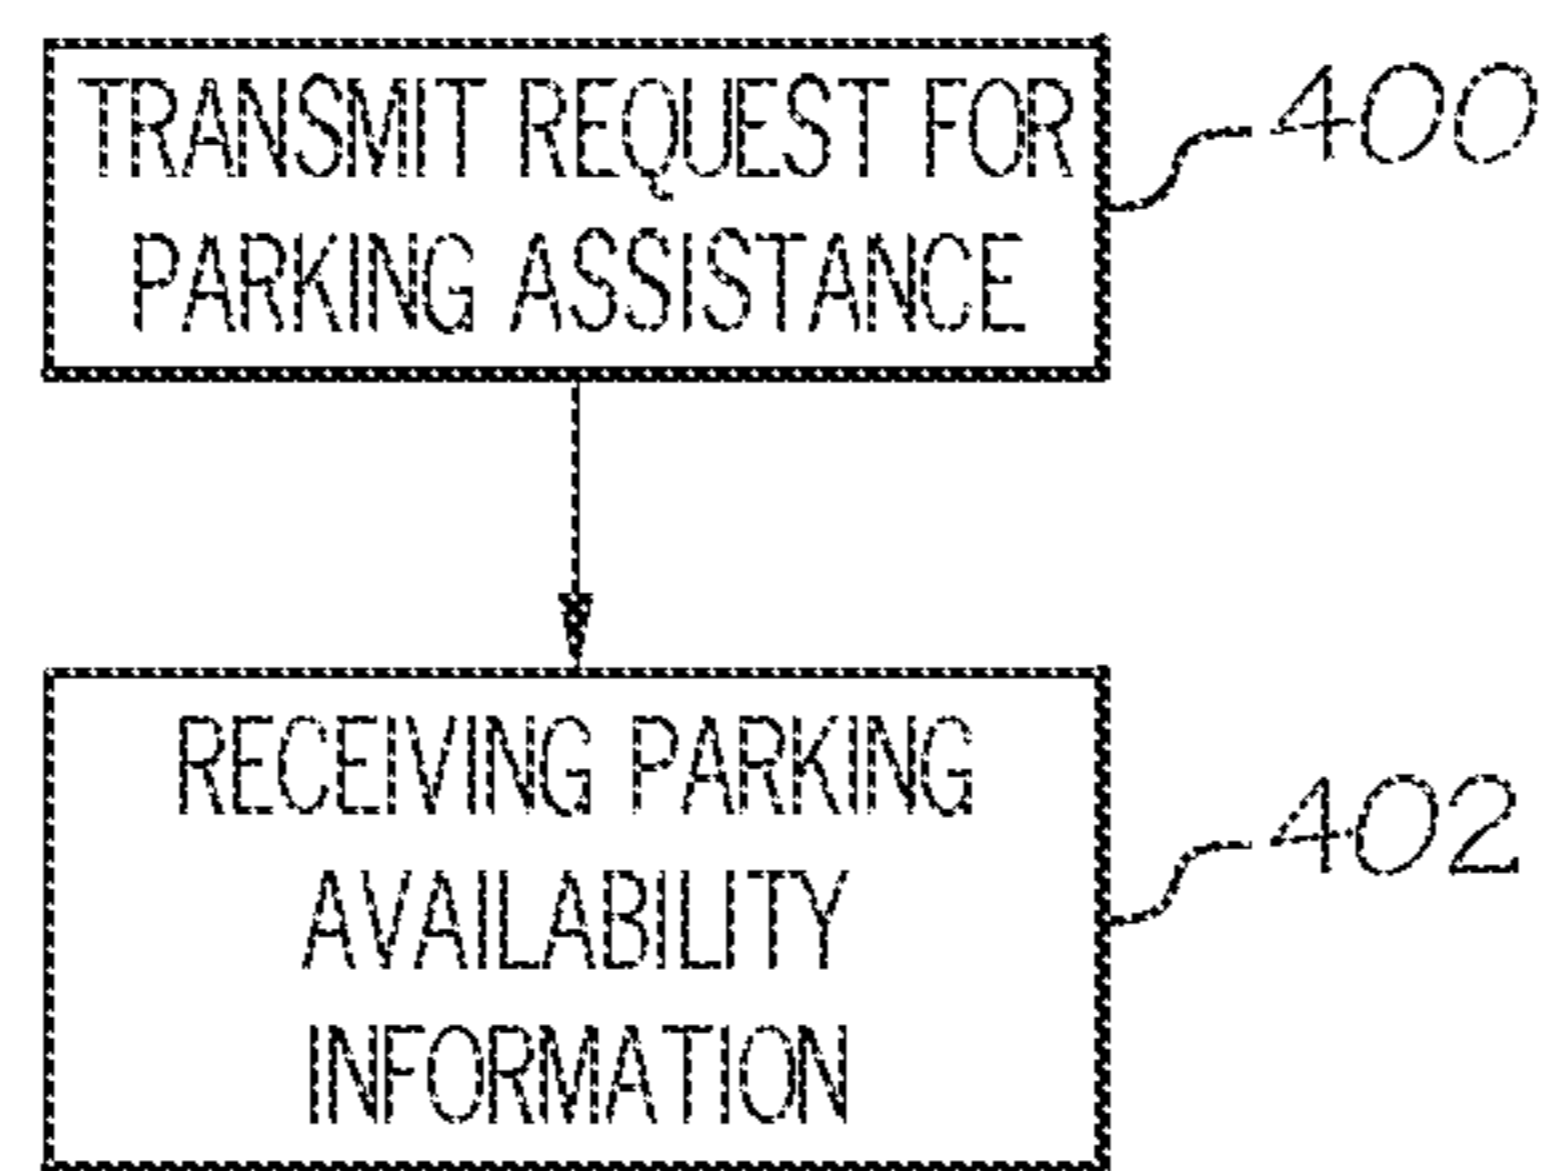 TRANSMIT REQUEST FOR
PARKING ASSISTANCE
400
RECEIVING PARKING
AVAILABILITY
INFORMATION
402